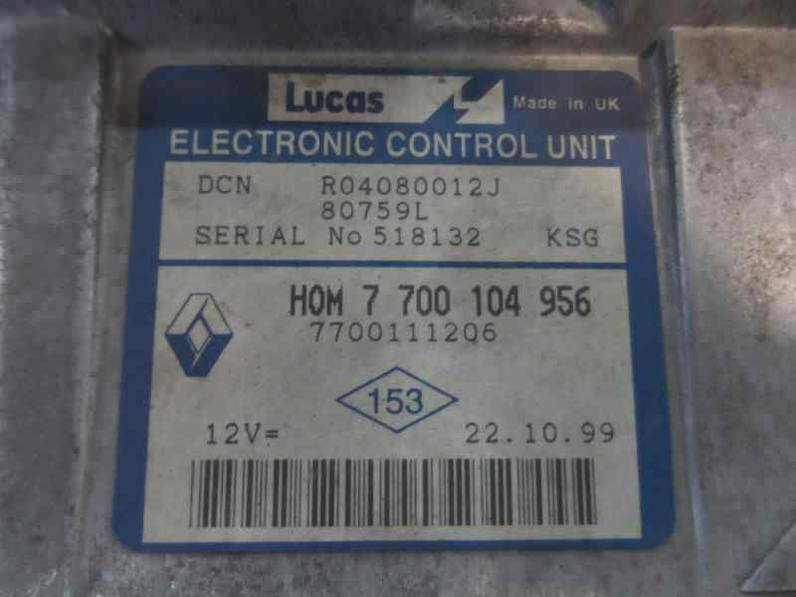 Lucas Made in UK
ELECTRONIC CONTROL UNIT
DCN R04080012J
80759L
SERIAL No 518132 KSG
HOM 7 700 104 956
7700111206
153
12V= 22.10.99